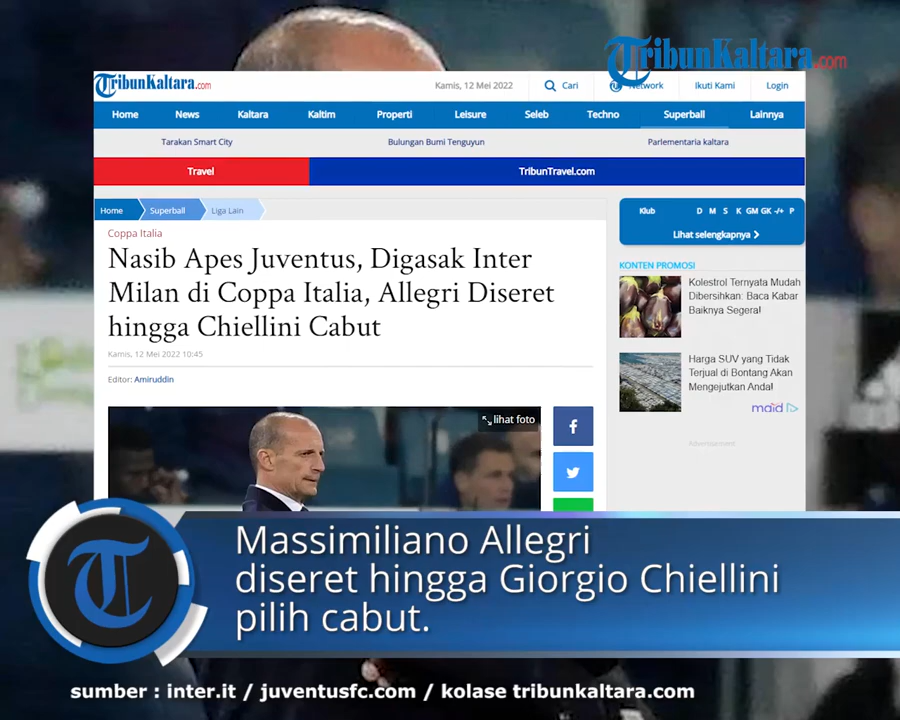 TribunKaltara.com
TribunKaltara.com
Kamis, 12 Mei 2022
Cari
Network
Ikuti Kami
Login
Home News Kaltara Kaltim Properti Leisure Seleb Techno Superball Lainnya
Tarakan Smart City
Bulungan Bumi Tenguyun
Parlementaria kaltara
Travel
TribunTravel.com
Home Superball Liga Lain
Coppa Italia
Nasib Apes Juventus, Digasak Inter
Milan di Coppa Italia, Allegri Diseret
hingga Chiellini Cabut
Kamis, 12 Mei 2022 10:45
Editor: Amiruddin
lihat foto
Klub D M S K GM GK -/+ P
Lihat selengkapnya
KONTEN PROMOSI
Kolestrol Ternyata Mudah
Dibersihkan: Baca Kabar
Baiknya Segera!
Harga SUV yang Tidak
Terjual di Bontang Akan
Mengejutkan Anda!
Advertisement
Massimiliano Allegri
diseret hingga Giorgio Chiellini
pilih cabut.
sumber : inter.it / juventusfc.com / kolase tribunkaltara.com